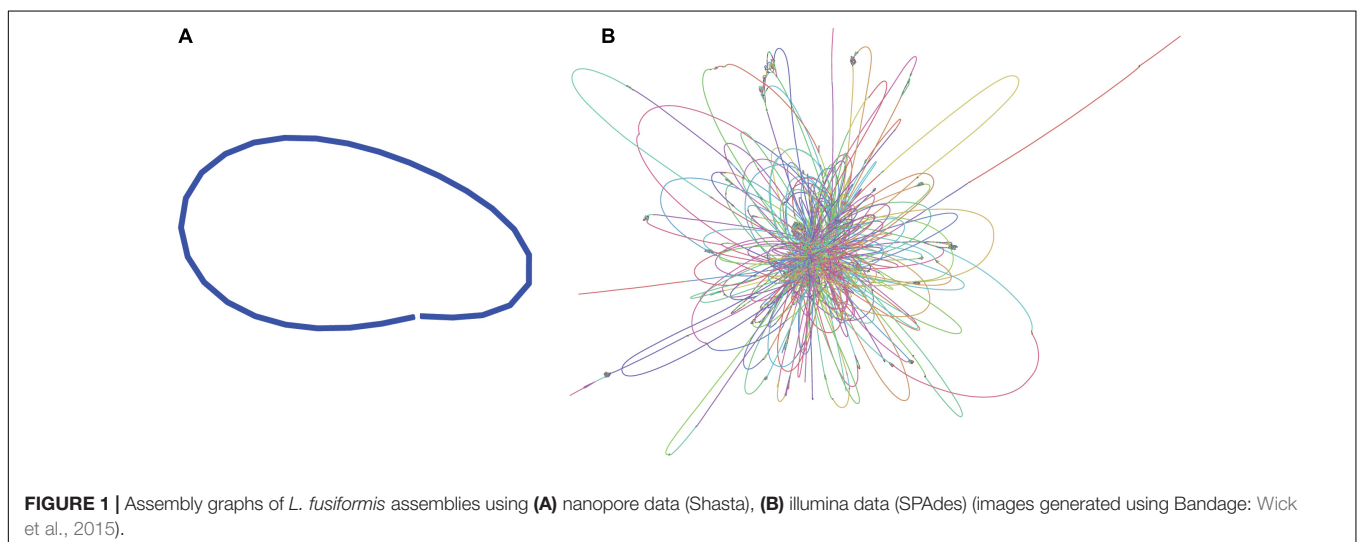 A
B
FIGURE 1 | Assembly graphs of L. fusiformis assemblies using (A) nanopore data (Shasta), (B) illumina data (SPAdes) (images generated using Bandage: Wick
et al., 2015).